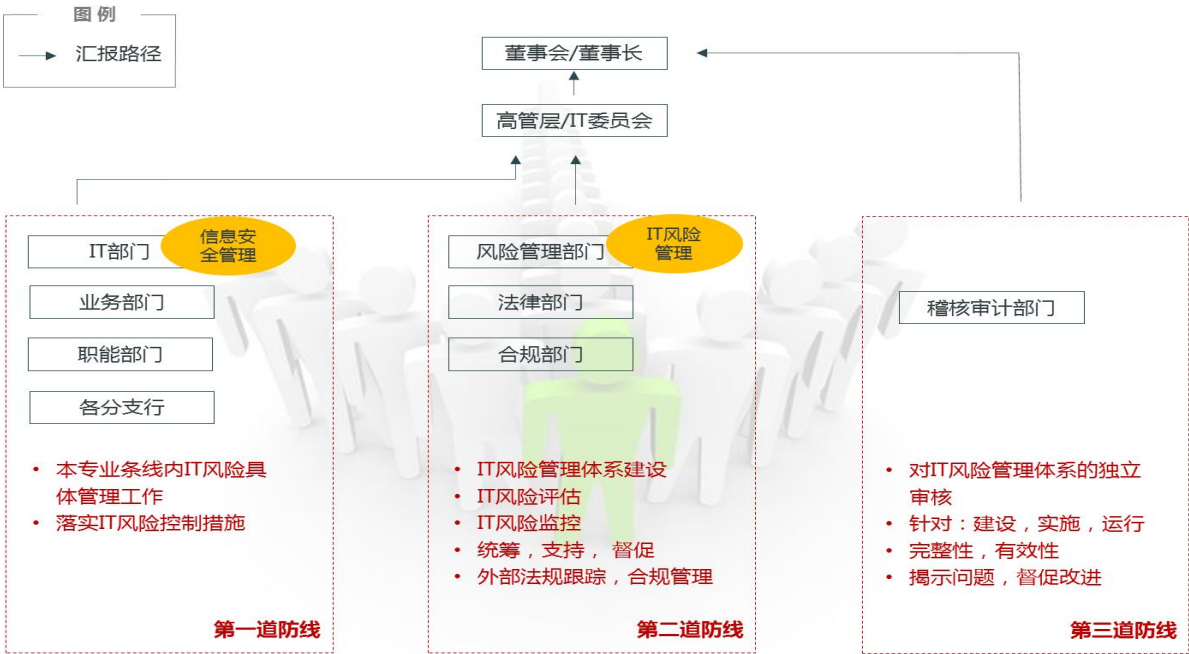 图 例
汇报路径
董事会/董事长
高管层/IT委员会
IT部门
信息安
全管理
业务部门
职能部门
各分支行
• 本专业条线内IT风险具
体管理工作
• 落实IT风险控制措施
第一道防线
风险管理部门
IT风险
管理
法律部门
合规部门
• IT风险管理体系建设
• IT风险评估
• IT风险监控
• 统筹，支持， 督促
• 外部法规跟踪，合规管理
第二道防线
稽核审计部门
• 对IT风险管理体系的独立
审核
• 针对：建设，实施，运行
• 完整性，有效性
• 揭示问题，督促改进
第三道防线